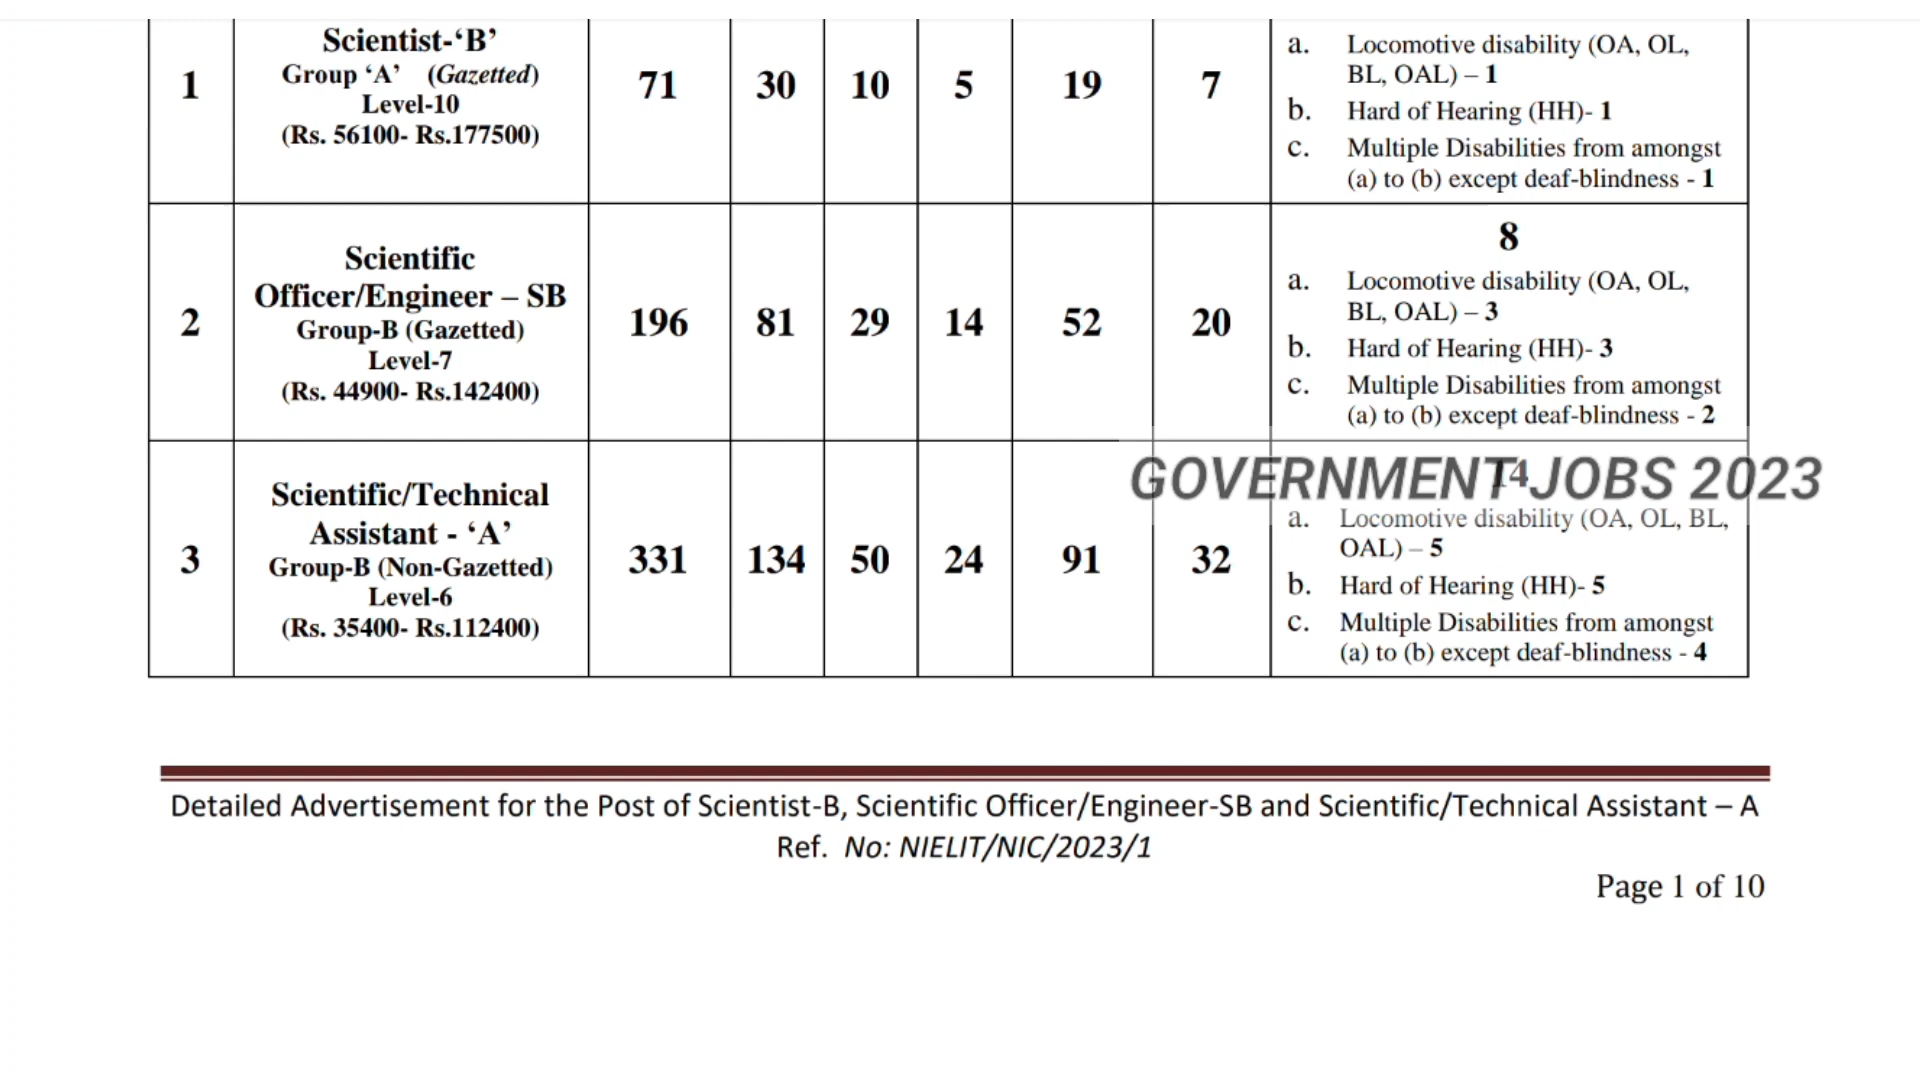 1
Scientist-‘B’
Group ‘A’ (Gazetted)
Level-10
(Rs. 56100- Rs.177500)
71
30
10
5
19
7
a. Locomotive disability (OA, OL,
BL, OAL) – 1
b. Hard of Hearing (HH)- 1
c. Multiple Disabilities from amongst
(a) to (b) except deaf-blindness - 1
2
Scientific
Officer/Engineer – SB
Group-B (Gazetted)
Level-7
(Rs. 44900- Rs.142400)
196
81
29
14
52
20
8
a. Locomotive disability (OA, OL,
BL, OAL) – 3
b. Hard of Hearing (HH)- 3
c. Multiple Disabilities from amongst
(a) to (b) except deaf-blindness - 2
3
Scientific/Technical
Assistant - ‘A’
Group-B (Non-Gazetted)
Level-6
(Rs. 35400- Rs.112400)
331
134
50
24
91
32
14
GOVERNMENT JOBS 2023
a. Locomotive disability (OA, OL, BL,
OAL) – 5
b. Hard of Hearing (HH)- 5
c. Multiple Disabilities from amongst
(a) to (b) except deaf-blindness - 4
Detailed Advertisement for the Post of Scientist-B, Scientific Officer/Engineer-SB and Scientific/Technical Assistant – A
Ref. No: NIELIT/NIC/2023/1
Page 1 of 10